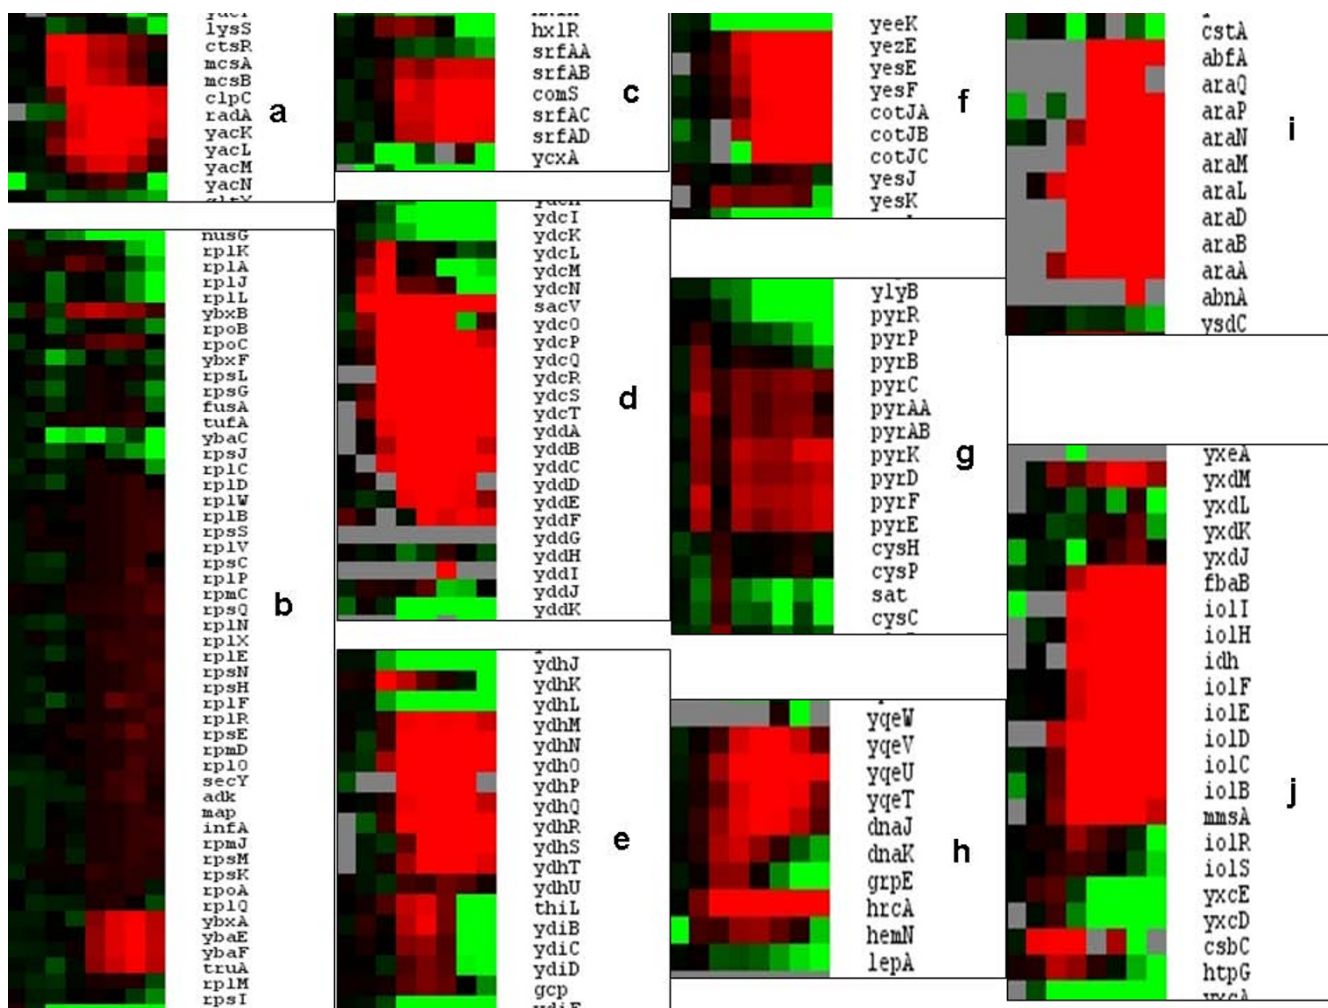 lysS
ctsR
mcsA
mcsB
clpC
radA
yacK
yacL
yacM
yacN
a
nusG
rplK
rplA
rplJ
rplL
ybxB
rpoB
rpoC
ybxF
rpsL
rpsG
fusA
tufA
ybaC
rpsJ
rplC
rplD
rplW
rplB
rpsS
rplV
rpsC
rplP
rpmC
rpsQ
rplN
rplX
rplE
rpsN
rpsH
rplF
rplR
rpsE
rpmD
rplO
secY
adk
map
infA
rpmJ
rpsM
rpsK
rpoA
rplQ
ybxA
ybaE
ybaF
truA
rplM
rpsI
b
hxlR
srfAA
srfAB
comS
srfAC
srfAD
ycxA
c
ydcI
ydcK
ydcL
ydcM
ydcN
sacV
ydcO
ydcP
ydcQ
ydcR
ydcS
ydcT
yddA
yddB
yddC
yddD
yddE
yddF
yddG
yddH
yddI
yddJ
yddK
d
ydhJ
ydhK
ydhL
ydhM
ydhN
ydhO
ydhP
ydhQ
ydhR
ydhS
ydhT
ydhU
thiL
ydiB
ydiC
ydiD
gcp
e
yeeK
yezE
yesE
yesF
cotJA
cotJB
cotJC
yesJ
yesK
f
ylyB
pyrR
pyrP
pyrB
pyrC
pyrAA
pyrAB
pyrK
pyrD
pyrF
pyrE
cysH
cysP
sat
cysC
g
yqeW
yqeV
yqeU
yqeT
dnaJ
dnaK
grpE
hrcA
hemN
lepA
h
cstA
abfA
araQ
araP
araN
araM
araL
araD
araB
araA
abnA
ysdC
i
yxeA
yxdM
yxdL
yxdK
yxdJ
fbaB
iolI
iolH
idh
iolF
iolE
iolD
iolC
iolB
mmsA
iolR
iolS
yxcE
yxcD
csbC
htpG
yxcA
j